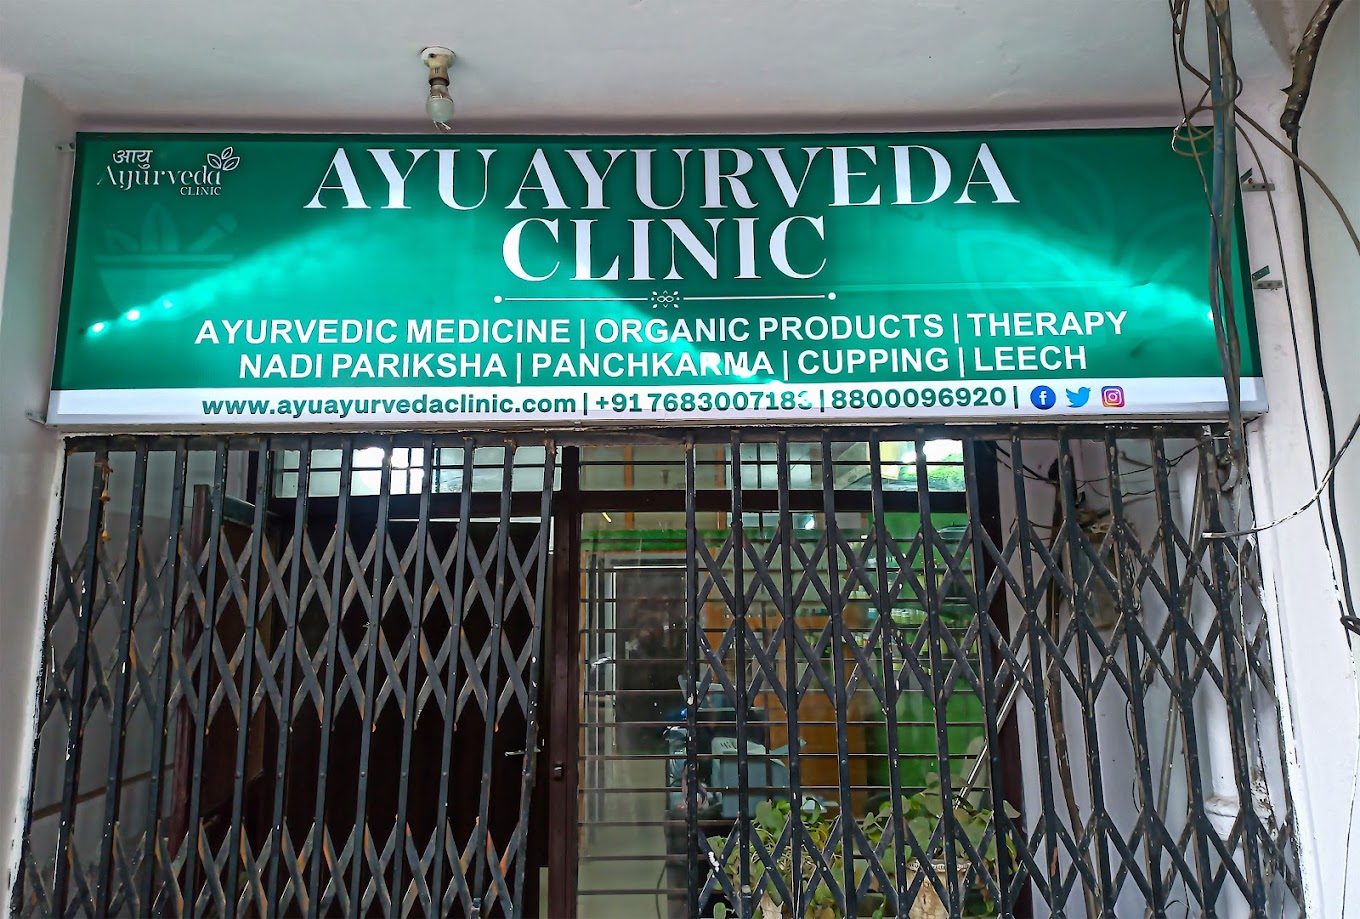 आयु
Ayurveda
CLINIC
AYU AYURVEDA
CLINIC
AYURVEDIC MEDICINE | ORGANIC PRODUCTS | THERAPY
NADI PARIKSHA | PANCHKARMA | CUPPING | LEECH
www.ayuayurvedaclinic.com | +917683007183 | 8800096920 |